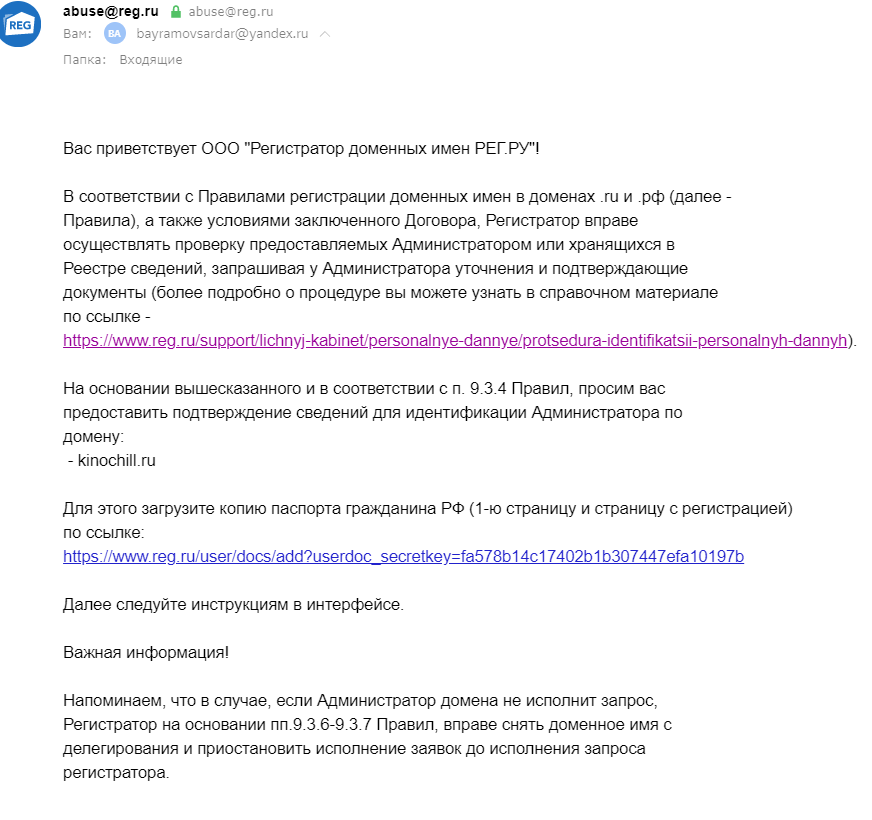 REG
abuse@reg.ru abuse@reg.ru
Вам: BA bayramovsardar@yandex.ru
Папка: Входящие
Вас приветствует ООО "Регистратор доменных имен РЕГ.РУ"!
В соответствии с Правилами регистрации доменных имен в доменах .ru и .рф (далее -
Правила), а также условиями заключенного Договора, Регистратор вправе
осуществлять проверку предоставляемых Администратором или хранящихся в
Реестре сведений, запрашивая у Администратора уточнения и подтверждающие
документы (более подробно о процедуре вы можете узнать в справочном материале
по ссылке -
https://www.reg.ru/support/lichnyj-kabinet/personalnye-dannye/protsedura-identifikatsii-personalnyh-dannyh).
На основании вышесказанного и в соответствии с п. 9.3.4 Правил, просим вас
предоставить подтверждение сведений для идентификации Администратора по
домену:
- kinochill.ru
Для этого загрузите копию паспорта гражданина РФ (1-ю страницу и страницу с регистрацией)
по ссылке:
https://www.reg.ru/user/docs/add?userdoc_secretkey=fa578b14c17402b1b307447efa10197b
Далее следуйте инструкциям в интерфейсе.
Важная информация!
Напоминаем, что в случае, если Администратор домена не исполнит запрос,
Регистратор на основании пп.9.3.6-9.3.7 Правил, вправе снять доменное имя с
делегирования и приостановить исполнение заявок до исполнения запроса
регистратора.